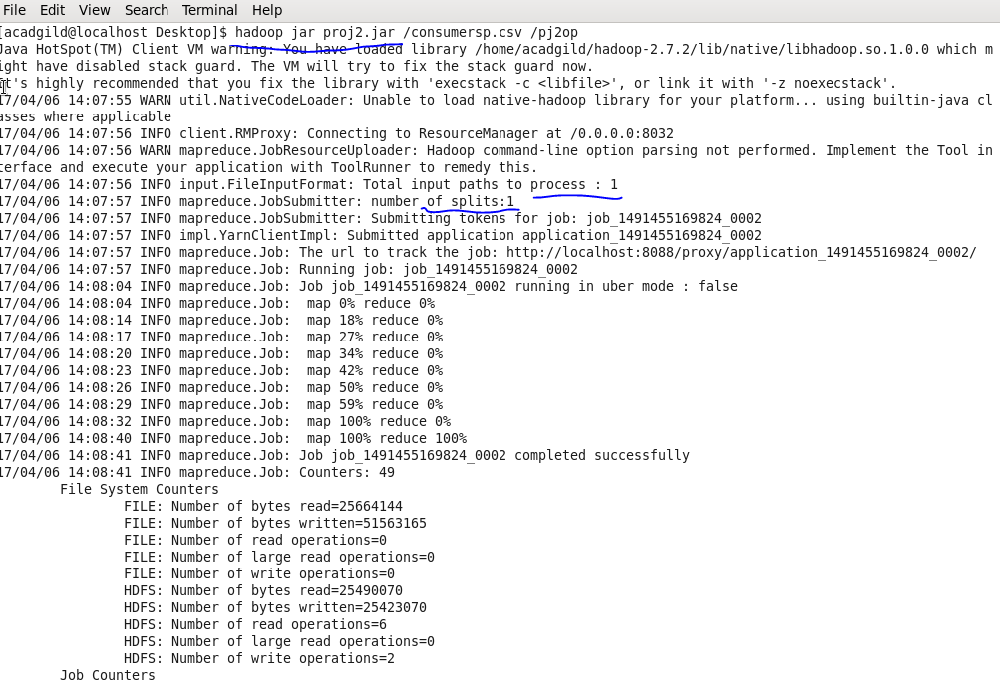 File Edit View Search Terminal Help
[acadgild@localhost Desktop]$ hadoop jar proj2.jar /consumersp.csv /pj2op
Java HotSpot(TM) Client VM warning: You have loaded library /home/acadgild/hadoop-2.7.2/lib/native/libhadoop.so.1.0.0 which m
ight have disabled stack guard. The VM will try to fix the stack guard now.
It's highly recommended that you fix the library with 'execstack -c <libfile>', or link it with '-z noexecstack'.
17/04/06 14:07:55 WARN util.NativeCodeLoader: Unable to load native-hadoop library for your platform... using builtin-java cl
asses where applicable
17/04/06 14:07:56 INFO client.RMProxy: Connecting to ResourceManager at /0.0.0.0:8032
17/04/06 14:07:56 WARN mapreduce.JobResourceUploader: Hadoop command-line option parsing not performed. Implement the Tool in
terface and execute your application with ToolRunner to remedy this.
17/04/06 14:07:56 INFO input.FileInputFormat: Total input paths to process : 1
17/04/06 14:07:57 INFO mapreduce.JobSubmitter: number of splits:1
17/04/06 14:07:57 INFO mapreduce.JobSubmitter: Submitting tokens for job: job_1491455169824_0002
17/04/06 14:07:57 INFO impl.YarnClientImpl: Submitted application application_1491455169824_0002
17/04/06 14:07:57 INFO mapreduce.Job: The url to track the job: http://localhost:8088/proxy/application_1491455169824_0002/
17/04/06 14:07:57 INFO mapreduce.Job: Running job: job_1491455169824_0002
17/04/06 14:08:04 INFO mapreduce.Job: Job job_1491455169824_0002 running in uber mode : false
17/04/06 14:08:04 INFO mapreduce.Job:  map 0% reduce 0%
17/04/06 14:08:14 INFO mapreduce.Job:  map 18% reduce 0%
17/04/06 14:08:17 INFO mapreduce.Job:  map 27% reduce 0%
17/04/06 14:08:20 INFO mapreduce.Job:  map 34% reduce 0%
17/04/06 14:08:23 INFO mapreduce.Job:  map 42% reduce 0%
17/04/06 14:08:26 INFO mapreduce.Job:  map 50% reduce 0%
17/04/06 14:08:29 INFO mapreduce.Job:  map 59% reduce 0%
17/04/06 14:08:32 INFO mapreduce.Job:  map 100% reduce 0%
17/04/06 14:08:40 INFO mapreduce.Job:  map 100% reduce 100%
17/04/06 14:08:41 INFO mapreduce.Job: Job job_1491455169824_0002 completed successfully
17/04/06 14:08:41 INFO mapreduce.Job: Counters: 49
File System Counters
FILE: Number of bytes read=25664144
FILE: Number of bytes written=51563165
FILE: Number of read operations=0
FILE: Number of large read operations=0
FILE: Number of write operations=0
HDFS: Number of bytes read=25490070
HDFS: Number of bytes written=25423070
HDFS: Number of read operations=6
HDFS: Number of large read operations=0
HDFS: Number of write operations=2
Job Counters